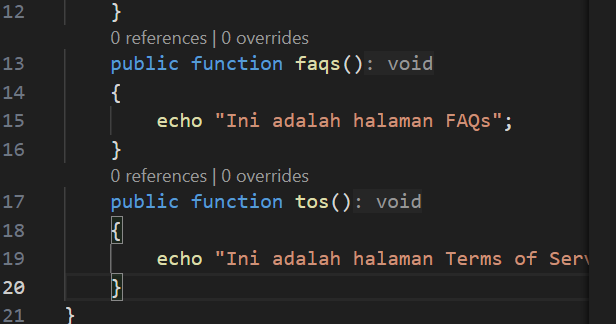 12 }
0 references | 0 overrides
13 public function faqs(): void
14 {
15 echo "Ini adalah halaman FAQs";
16 }
0 references | 0 overrides
17 public function tos(): void
18 {
19 echo "Ini adalah halaman Terms of Serv
20 }
21 }